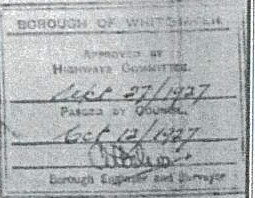 BOROUGH OF WHITEHAVEN.
APPROVED BY
HIGHWAYS COMMITTEE.
Sept 27/1927
PASSED BY COUNCIL.
Oct 12/1927
Borough Engineer and Surveyor